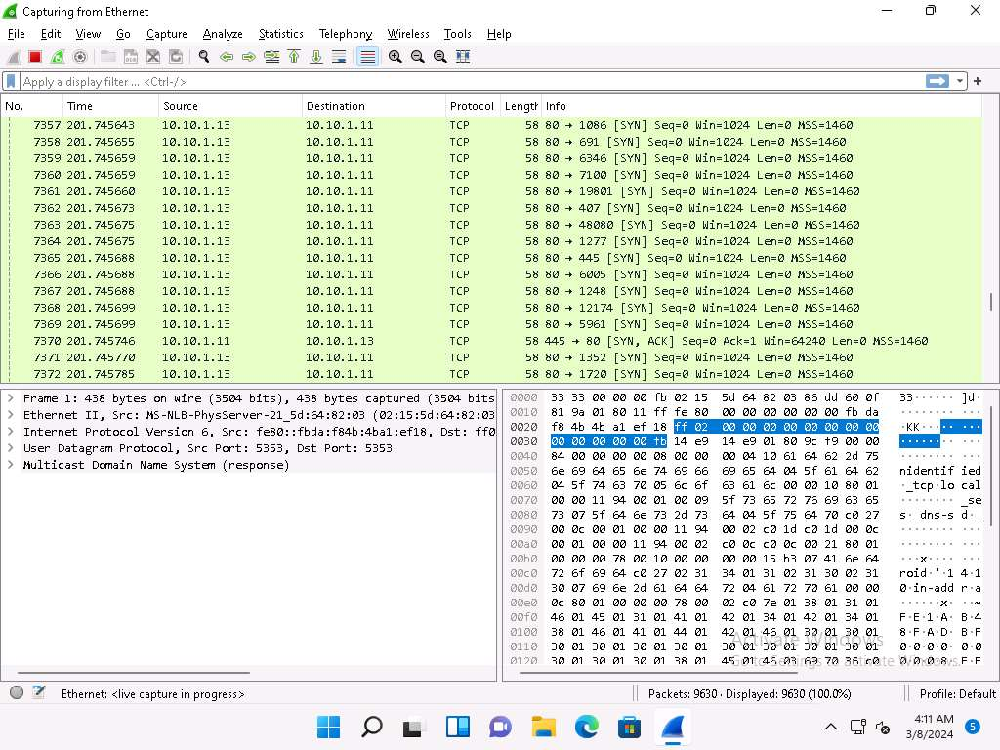 Capturing from Ethernet
File Edit View Go Capture Analyze Statistics Telephony Wireless Tools Help
Apply a display filter ... <Ctrl-/>
No. Time Source Destination Protocol Length Info
7357 201.745643 10.10.1.13 10.10.1.11 TCP 58 80 → 1086 [SYN] Seq=0 Win=1024 Len=0 MSS=1460
7358 201.745655 10.10.1.13 10.10.1.11 TCP 58 80 → 691 [SYN] Seq=0 Win=1024 Len=0 MSS=1460
7359 201.745659 10.10.1.13 10.10.1.11 TCP 58 80 → 6346 [SYN] Seq=0 Win=1024 Len=0 MSS=1460
7360 201.745659 10.10.1.13 10.10.1.11 TCP 58 80 → 7100 [SYN] Seq=0 Win=1024 Len=0 MSS=1460
7361 201.745660 10.10.1.13 10.10.1.11 TCP 58 80 → 19801 [SYN] Seq=0 Win=1024 Len=0 MSS=1460
7362 201.745673 10.10.1.13 10.10.1.11 TCP 58 80 → 407 [SYN] Seq=0 Win=1024 Len=0 MSS=1460
7363 201.745675 10.10.1.13 10.10.1.11 TCP 58 80 → 48080 [SYN] Seq=0 Win=1024 Len=0 MSS=1460
7364 201.745675 10.10.1.13 10.10.1.11 TCP 58 80 → 1277 [SYN] Seq=0 Win=1024 Len=0 MSS=1460
7365 201.745688 10.10.1.13 10.10.1.11 TCP 58 80 → 445 [SYN] Seq=0 Win=1024 Len=0 MSS=1460
7366 201.745688 10.10.1.13 10.10.1.11 TCP 58 80 → 6005 [SYN] Seq=0 Win=1024 Len=0 MSS=1460
7367 201.745688 10.10.1.13 10.10.1.11 TCP 58 80 → 1248 [SYN] Seq=0 Win=1024 Len=0 MSS=1460
7368 201.745699 10.10.1.13 10.10.1.11 TCP 58 80 → 12174 [SYN] Seq=0 Win=1024 Len=0 MSS=1460
7369 201.745699 10.10.1.13 10.10.1.11 TCP 58 80 → 5961 [SYN] Seq=0 Win=1024 Len=0 MSS=1460
7370 201.745746 10.10.1.11 10.10.1.13 TCP 58 445 → 80 [SYN, ACK] Seq=0 Ack=1 Win=64240 Len=0 MSS=1460
7371 201.745770 10.10.1.13 10.10.1.11 TCP 58 80 → 1352 [SYN] Seq=0 Win=1024 Len=0 MSS=1460
7372 201.745785 10.10.1.13 10.10.1.11 TCP 58 80 → 1720 [SYN] Seq=0 Win=1024 Len=0 MSS=1460
Frame 1: 438 bytes on wire (3504 bits), 438 bytes captured (3504 bits
Ethernet II, Src: MS-NLB-PhysServer-21_5d:64:82:03 (02:15:5d:64:82:03
Internet Protocol Version 6, Src: fe80::fbda:f84b:4ba1:ef18, Dst: ff0
User Datagram Protocol, Src Port: 5353, Dst Port: 5353
Multicast Domain Name System (response)
0000 33 33 00 00 00 fb 02 15 5d 64 82 03 86 dd 60 0f 33······ ]d·
0010 81 9a 01 80 11 ff fe 80 00 00 00 00 00 00 fb da
0020 f8 4b 4b a1 ef 18 ff 02 00 00 00 00 00 00 00 00 ·KK···
0030 00 00 00 00 00 fb 14 e9 14 e9 01 80 9c f9 00 00
0040 84 00 00 00 00 08 00 00 00 04 10 61 64 62 2d 75
0050 6e 69 64 65 6e 74 69 66 69 65 64 04 5f 61 64 62 nidentif ied
0060 04 5f 74 63 70 05 6c 6f 63 61 6c 00 00 10 80 01 ·_tcp·lo cal
0070 00 00 11 94 00 01 00 09 5f 73 65 72 76 69 63 65 ········ _se
0080 73 07 5f 64 6e 73 2d 73 64 04 5f 75 64 70 c0 27 s·_dns-s d·_
0090 00 0c 00 01 00 00 11 94 00 02 c0 1d c0 1d 00 0c
00a0 00 01 00 00 11 94 00 02 c0 0c c0 0c 00 21 80 01
00b0 00 00 00 78 00 10 00 00 00 00 15 b3 07 41 6e 64 ···x····
00c0 72 6f 69 64 c0 27 02 31 34 01 31 02 31 30 02 31 roid·'·1 4·1
00d0 30 07 69 6e 2d 61 64 64 72 04 61 72 70 61 00 00 0·in-add r·a
00e0 0c 80 01 00 00 00 78 00 02 c0 7e 01 38 01 31 01 ······x· ··~
00f0 46 01 45 01 31 01 41 01 42 01 34 01 42 01 34 01 F·E·1·A· B·4
0100 38 01 46 01 41 01 44 01 42 01 46 01 30 01 30 01 8·F·A·D· B·F
0110 30 01 30 01 30 01 30 01 30 01 30 01 30 01 30 01 0·0·0·0· 0·0
0120 30 01 30 01 30 01 38 01 45 01 46 03 69 70 36 c0 0·0·0·8· E·F
Activate Windows
Go to Settings to activate Windows.
Ethernet: <live capture in progress> Packets: 9630 · Displayed: 9630 (100.0%) Profile: Default
4:11 AM
3/8/2024
5